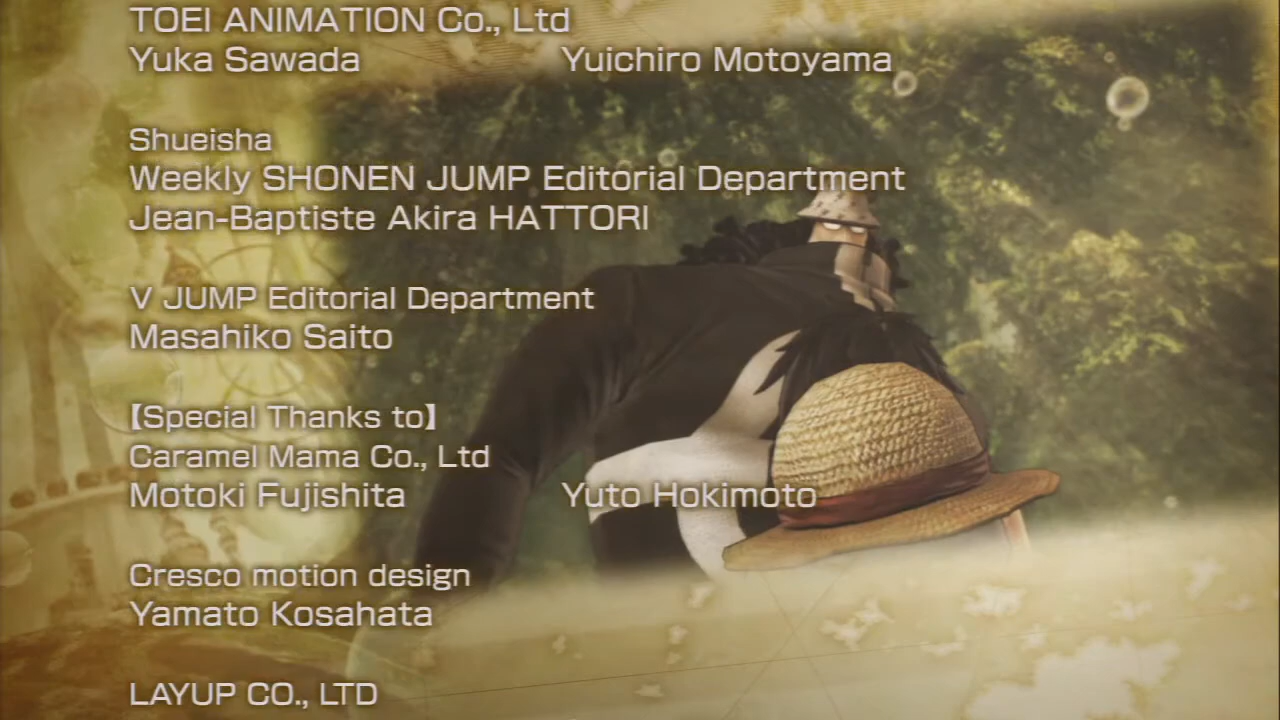 TOEI ANIMATION Co., Ltd
Yuka Sawada Yuichiro Motoyama
Shueisha
Weekly SHONEN JUMP Editorial Department
Jean-Baptiste Akira HATTORI
V JUMP Editorial Department
Masahiko Saito
【Special Thanks to】
Caramel Mama Co., Ltd
Motoki Fujishita Yuto Hokimoto
Cresco motion design
Yamato Kosahata
LAYUP CO., LTD